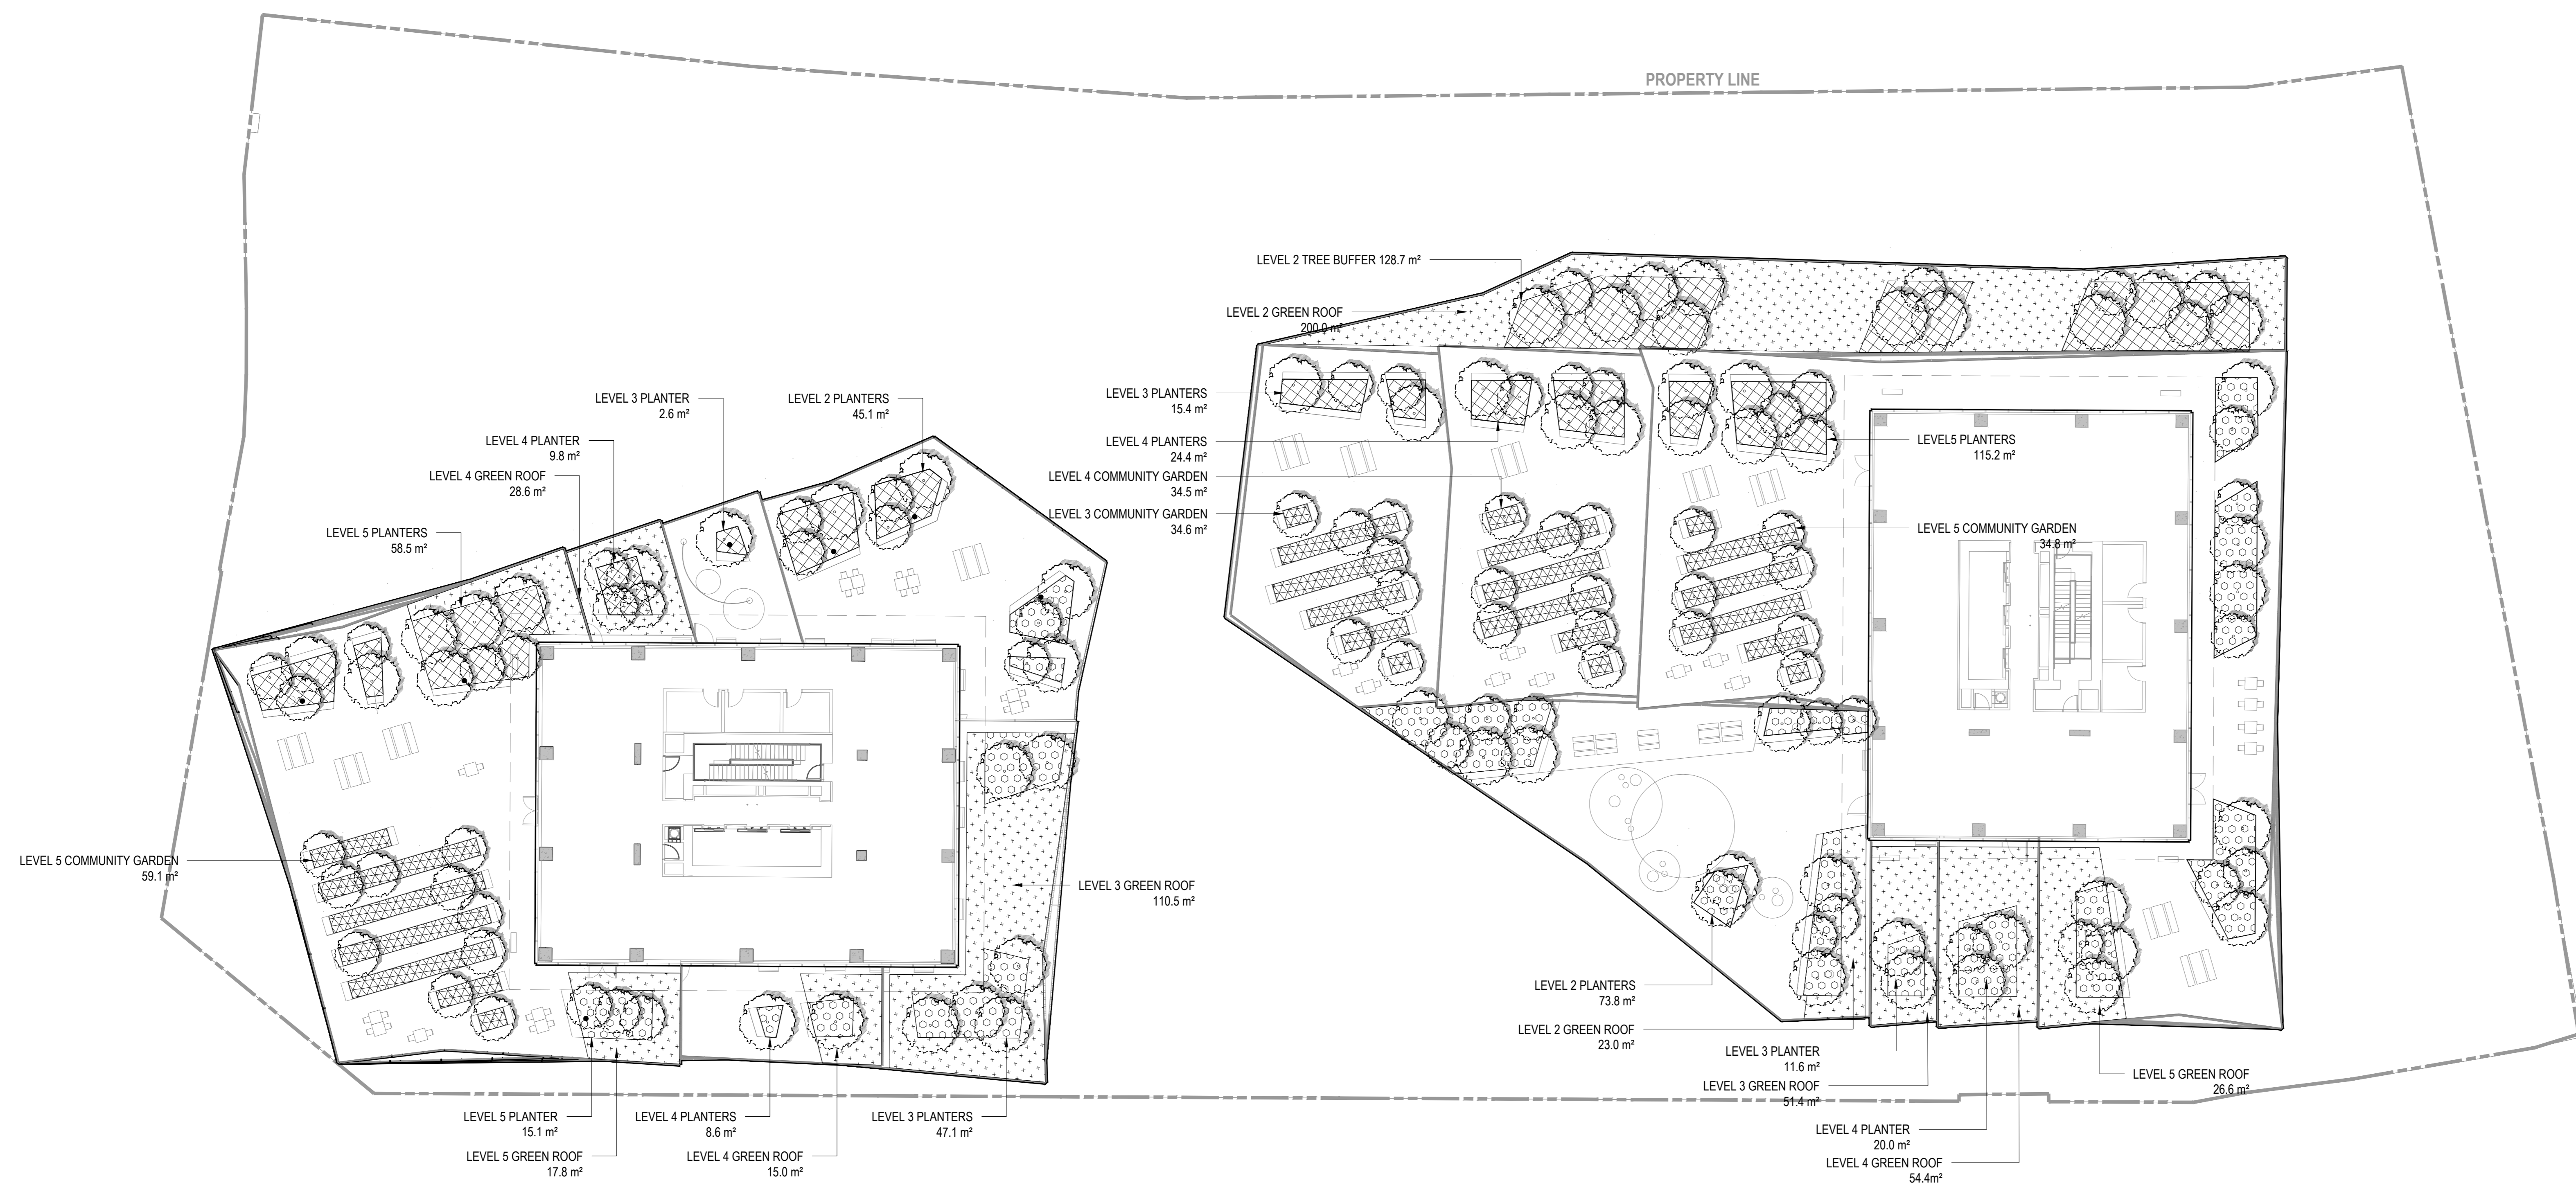 PROPERTY LINE
LEVEL 2 TREE BUFFER 128.7 m²
LEVEL 2 GREEN ROOF
200.0 m²
LEVEL 3 PLANTERS
15.4 m²
LEVEL 4 PLANTERS
24.4 m²
LEVEL 4 COMMUNITY GARDEN
34.5 m²
LEVEL 3 COMMUNITY GARDEN
34.6 m²
LEVEL5 PLANTERS
115.2 m²
LEVEL 5 COMMUNITY GARDEN
34.8 m²
LEVEL 3 PLANTER
2.6 m²
LEVEL 2 PLANTERS
45.1 m²
LEVEL 4 PLANTER
9.8 m²
LEVEL 4 GREEN ROOF
28.6 m²
LEVEL 5 PLANTERS
58.5 m²
LEVEL 5 COMMUNITY GARDEN
59.1 m²
LEVEL 3 GREEN ROOF
110.5 m²
LEVEL 5 PLANTER
15.1 m²
LEVEL 4 PLANTERS
8.6 m²
LEVEL 3 PLANTERS
47.1 m²
LEVEL 5 GREEN ROOF
17.8 m²
LEVEL 4 GREEN ROOF
15.0 m²
LEVEL 2 PLANTERS
73.8 m²
LEVEL 2 GREEN ROOF
23.0 m²
LEVEL 3 PLANTER
11.6 m²
LEVEL 3 GREEN ROOF
51.4 m²
LEVEL 5 GREEN ROOF
26.6 m²
LEVEL 4 PLANTER
20.0 m²
LEVEL 4 GREEN ROOF
54.4m²